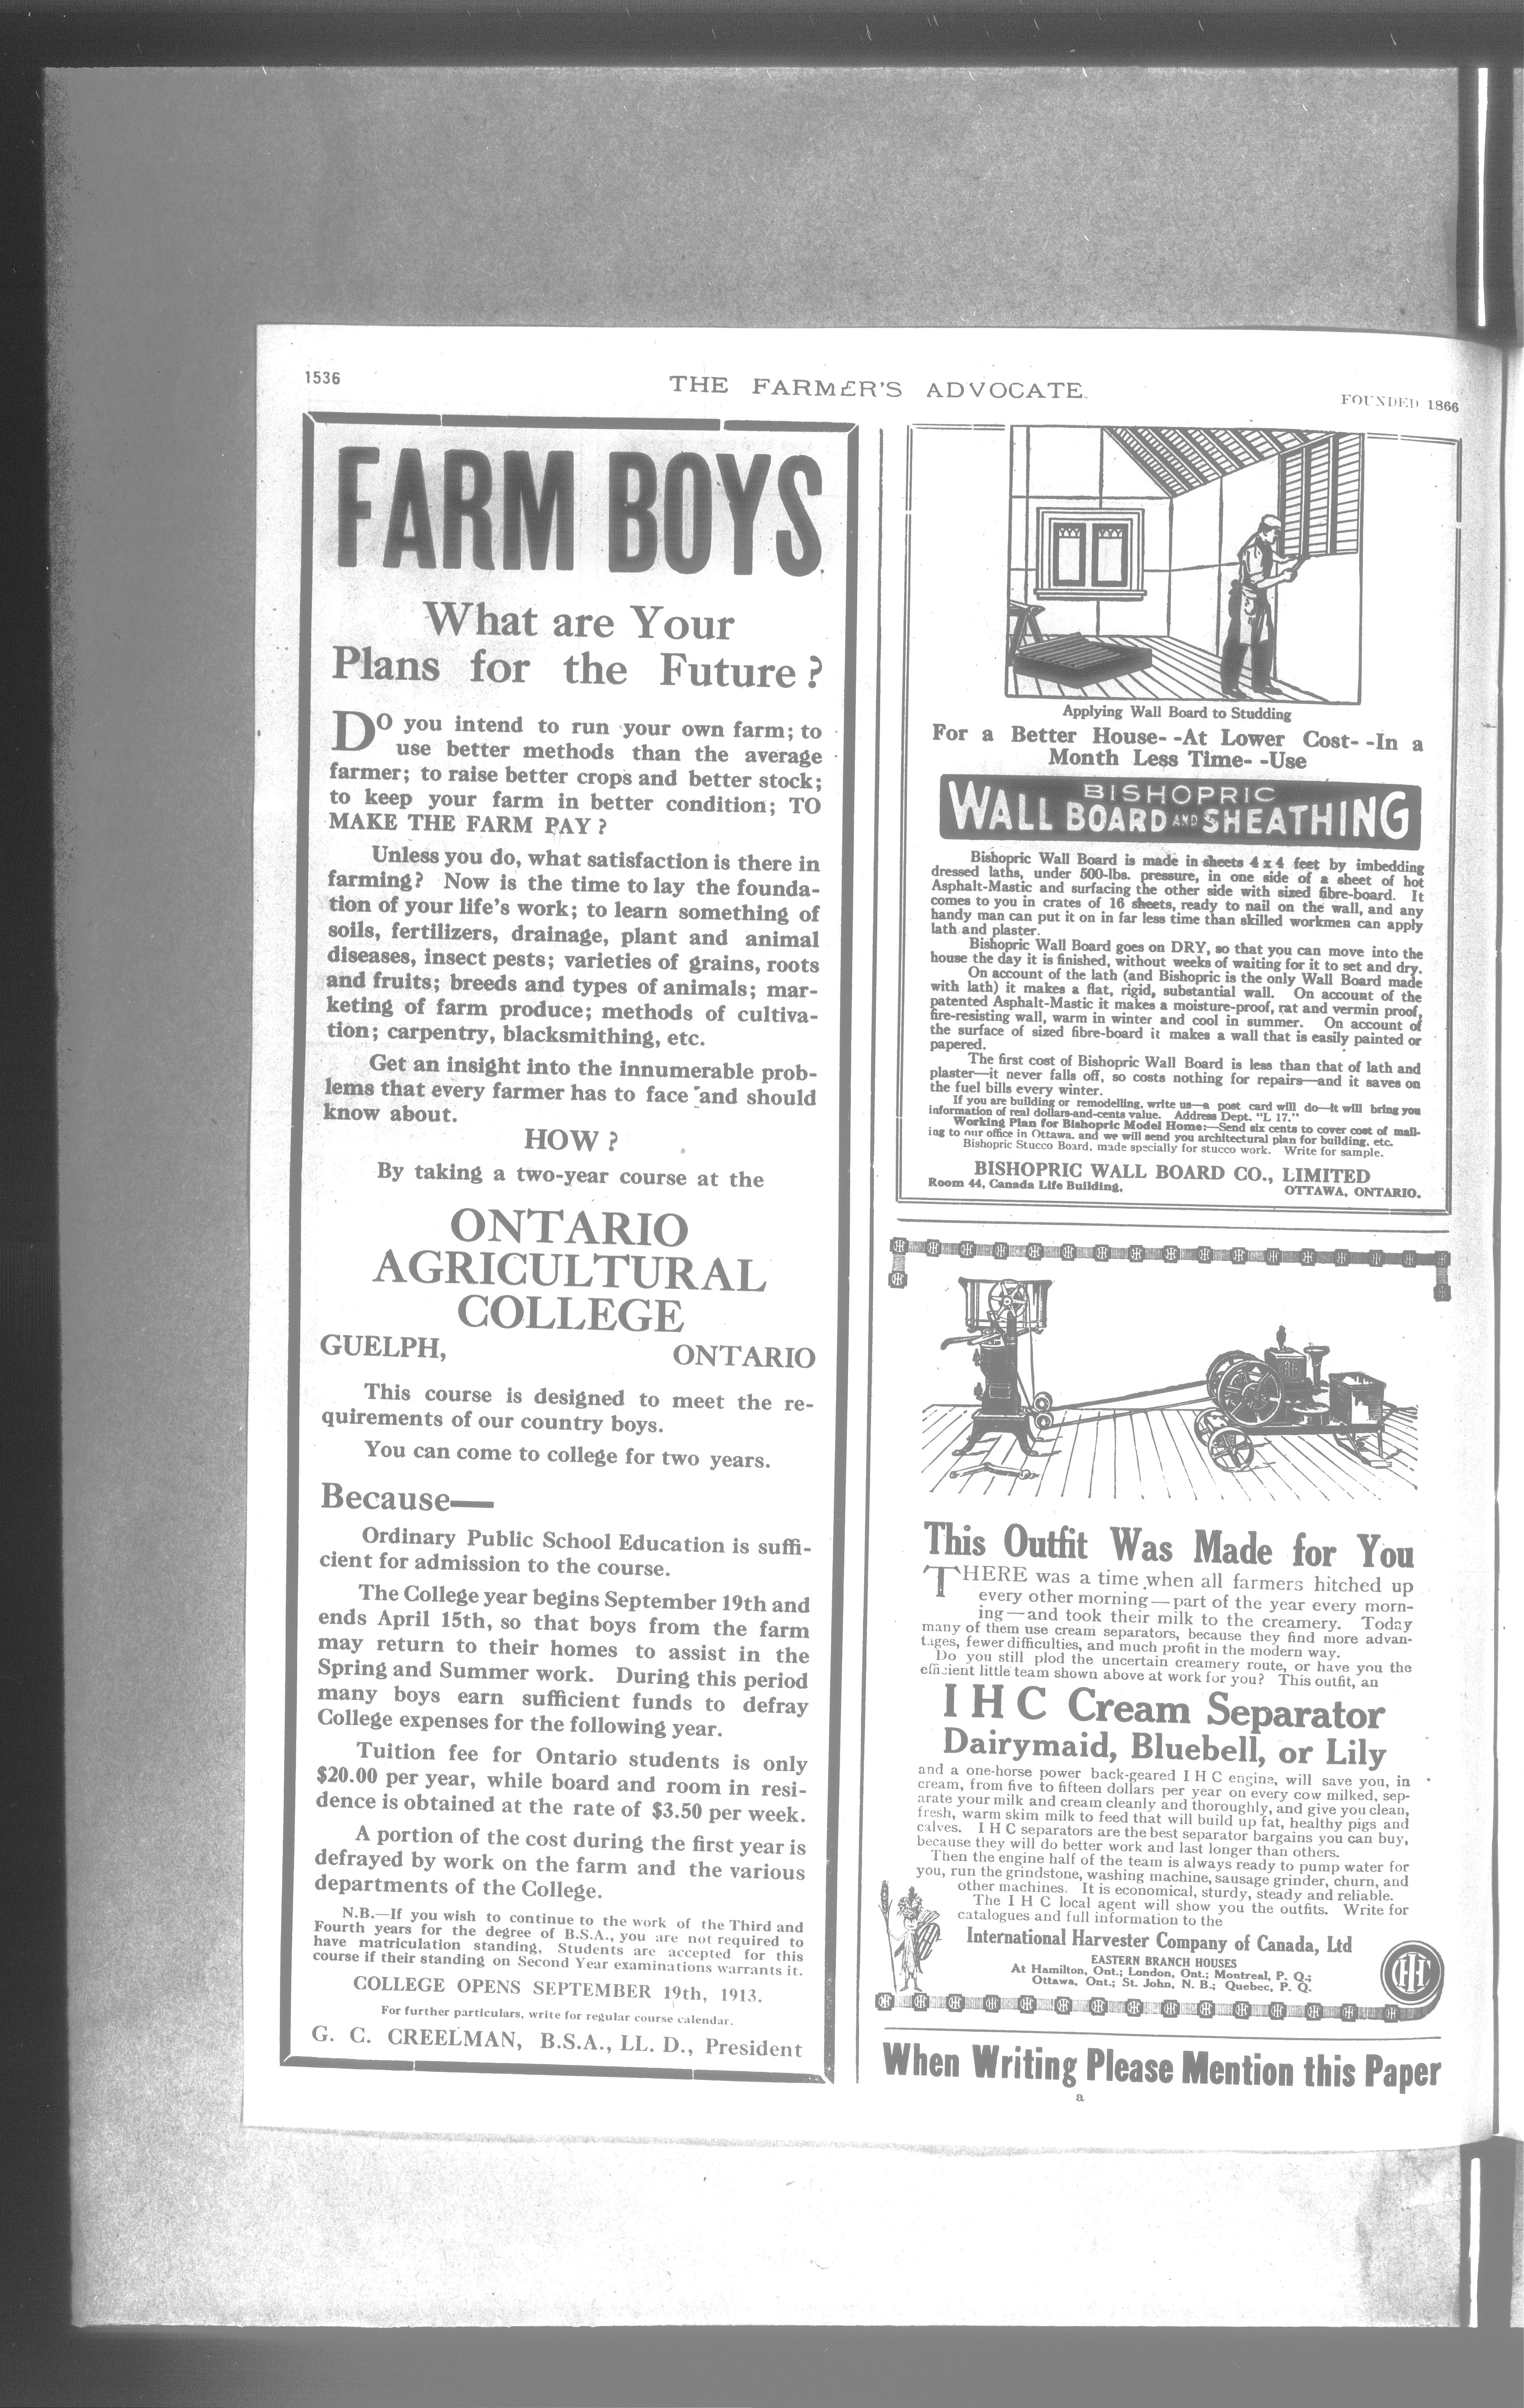 1536
THE FARMER'S ADVOCATE.
FOUNDED 1866
FARM BOYS.
What are Your
Plans for the Future?
DO you intend to run your own farm; to
use better methods than the average
farmer; to raise better crops and better stock;
to keep your farm in better condition; TO
MAKE THE FARM PAY?
Unless you do, what satisfaction is there in
farming? Now is the time to lay the founda-
tion of your life's work; to learn something of
soils, fertilizers, drainage, plant and animal
diseases, insect pests; varieties of grains, roots
and fruits; breeds and types of animals; mar-
keting of farm produce; methods of cultiva-
tion; carpentry, blacksmithing, etc.
Get an insight into the innumerable prob-
lems that every farmer has to face and should
know about.
HOW?
By taking a two-year course at the
ONTARIO
AGRICULTURAL
COLLEGE
GUELPH, ONTARIO
This course is designed to meet the re-
quirements of our country boys.
You can come to college for two years.
Because—
Ordinary Public School Education is suffi-
cient for admission to the course.
The College year begins September 19th and
ends April 15th, so that boys from the farm
may return to their homes to assist in the
Spring and Summer work. During this period
many boys earn sufficient funds to defray
College expenses for the following year.
Tuition fee for Ontario students is only
$20.00 per year, while board and room in resi-
dence is obtained at the rate of $3.50 per week.
A portion of the cost during the first year is
defrayed by work on the farm and the various
departments of the College.
N.B.—If you wish to continue to the work of the Third and
Fourth years for the degree of B.S.A., you are not required to
have matriculation standing, Students are accepted for this
course if their standing on Second Year examinations warrants it.
COLLEGE OPENS SEPTEMBER 19th, 1913.
For further particulars, write for regular course calendar.
G. C. CREELMAN, B.S.A., LL. D., President
Applying Wall Board to Studding
For a Better House--At Lower Cost--In a
Month Less Time--Use
BISHOPRIC
WALL BOARD AND SHEATHING
Bishopric Wall Board is made in sheets 4 x 4 feet by imbedding
dressed laths, under 500-lbs. pressure, in one side of a sheet of hot
Asphalt-Mastic and surfacing the other side with sized fibre-board. It
comes to you in crates of 16 sheets, ready to nail on the wall, and any
handy man can put it on in far less time than skilled workmen can apply
lath and plaster.
Bishopric Wall Board goes on DRY, so that you can move into the
house the day it is finished, without weeks of waiting for it to set and dry.
On account of the lath (and Bishopric is the only Wall Board made
with lath) it makes a flat, rigid, substantial wall. On account of the
patented Asphalt-Mastic it makes a moisture-proof, rat and vermin proof,
fire-resisting wall, warm in winter and cool in summer. On account of
the surface of sized fibre-board it makes a wall that is easily painted or
papered.
The first cost of Bishopric Wall Board is less than that of lath and
plaster—it never falls off, so costs nothing for repairs—and it saves on
the fuel bills every winter.
If you are building or remodelling, write us—a post card will do—it will bring you
information of real dollars-and-cents value. Address Dept. "L 17."
Working Plan for Bishopric Model Home:—Send six cents to cover cost of mail-
ing to our office in Ottawa. and we will send you architectural plan for building, etc.
Bishopric Stucco Board, made specially for stucco work. Write for sample.
BISHOPRIC WALL BOARD CO., LIMITED
Room 44, Canada Life Building, OTTAWA, ONTARIO.
This Outfit Was Made for You
THERE was a time when all farmers hitched up
every other morning—part of the year every morn-
ing—and took their milk to the creamery. Today
many of them use cream separators, because they find more advan-
tages, fewer difficulties, and much profit in the modern way.
Do you still plod the uncertain creamery route, or have you the
efficient little team shown above at work for you? This outfit, an
I H C Cream Separator
Dairymaid, Bluebell, or Lily
and a one-horse power back-geared I H C engine, will save you, in
cream, from five to fifteen dollars per year on every cow milked, sep-
arate your milk and cream cleanly and thoroughly, and give you clean,
fresh, warm skim milk to feed that will build up fat, healthy pigs and
calves. I H C separators are the best separator bargains you can buy,
because they will do better work and last longer than others.
Then the engine half of the team is always ready to pump water for
you, run the grindstone, washing machine, sausage grinder, churn, and
other machines. It is economical, sturdy, steady and reliable.
The I H C local agent will show you the outfits. Write for
catalogues and full information to the
International Harvester Company of Canada, Ltd
EASTERN BRANCH HOUSES
At Hamilton, Ont.; London, Ont.; Montreal, P. Q.;
Ottawa, Ont.; St. John, N. B.; Quebec, P. Q.
IHC
When Writing Please Mention this Paper
a